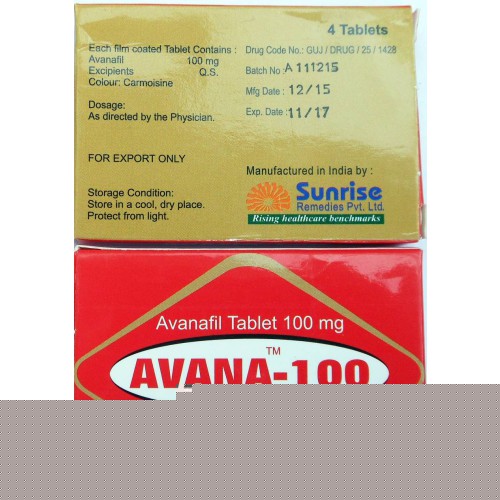 4 Tablets
Each film coated Tablet Contains :
Avanafil 100 mg
Excipients Q.S.
Colour: Carmoisine
Dosage:
As directed by the Physician.
FOR EXPORT ONLY
Storage Condition:
Store in a cool, dry place.
Protect from light.
Drug Code No.: GUJ / DRUG / 25 / 1428
Batch No : A 111215
Mfg Date : 12/15
Exp. Date : 11/17
Manufactured in India by :
Sunrise
Remedies Pvt. Ltd.
Rising healthcare benchmarks
Avanafil Tablet 100 mg
AVANA-100
TM